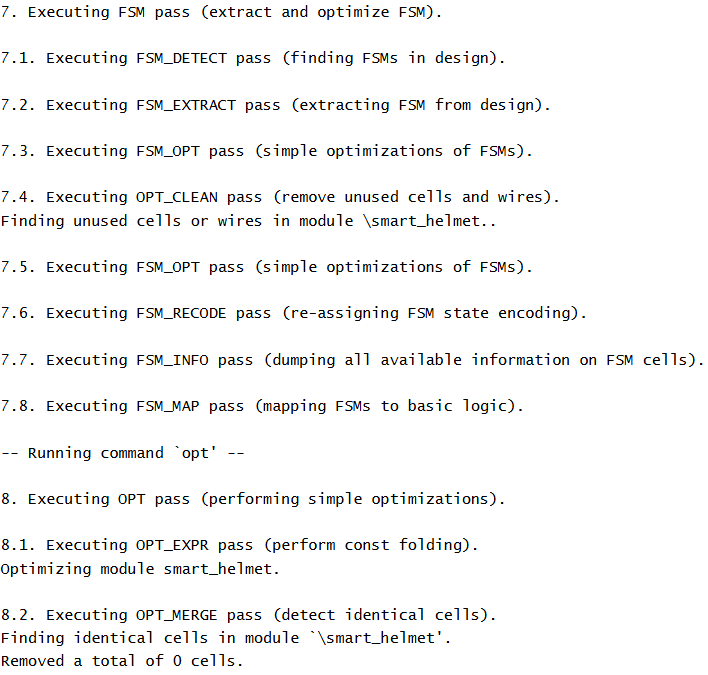 7. Executing FSM pass (extract and optimize FSM).
7.1. Executing FSM_DETECT pass (finding FSMs in design).
7.2. Executing FSM_EXTRACT pass (extracting FSM from design).
7.3. Executing FSM_OPT pass (simple optimizations of FSMs).
7.4. Executing OPT_CLEAN pass (remove unused cells and wires).
Finding unused cells or wires in module \smart_helmet..
7.5. Executing FSM_OPT pass (simple optimizations of FSMs).
7.6. Executing FSM_RECODE pass (re-assigning FSM state encoding).
7.7. Executing FSM_INFO pass (dumping all available information on FSM cells).
7.8. Executing FSM_MAP pass (mapping FSMs to basic logic).
-- Running command `opt' --
8. Executing OPT pass (performing simple optimizations).
8.1. Executing OPT_EXPR pass (perform const folding).
Optimizing module smart_helmet.
8.2. Executing OPT_MERGE pass (detect identical cells).
Finding identical cells in module `\smart_helmet'.
Removed a total of 0 cells.